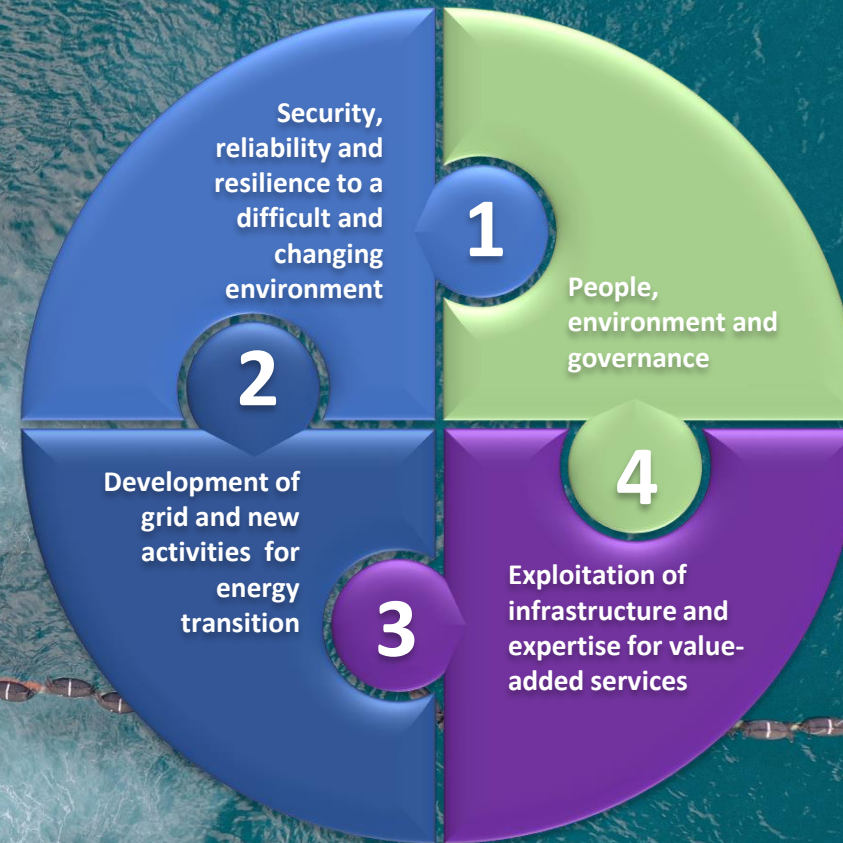 1
Security,
reliability and
resilience to a
difficult and
changing
environment
2
Development of
grid and new
activities for
energy
transition
3
Exploitation of
infrastructure and
expertise for value-
added services
4
People,
environment and
governance